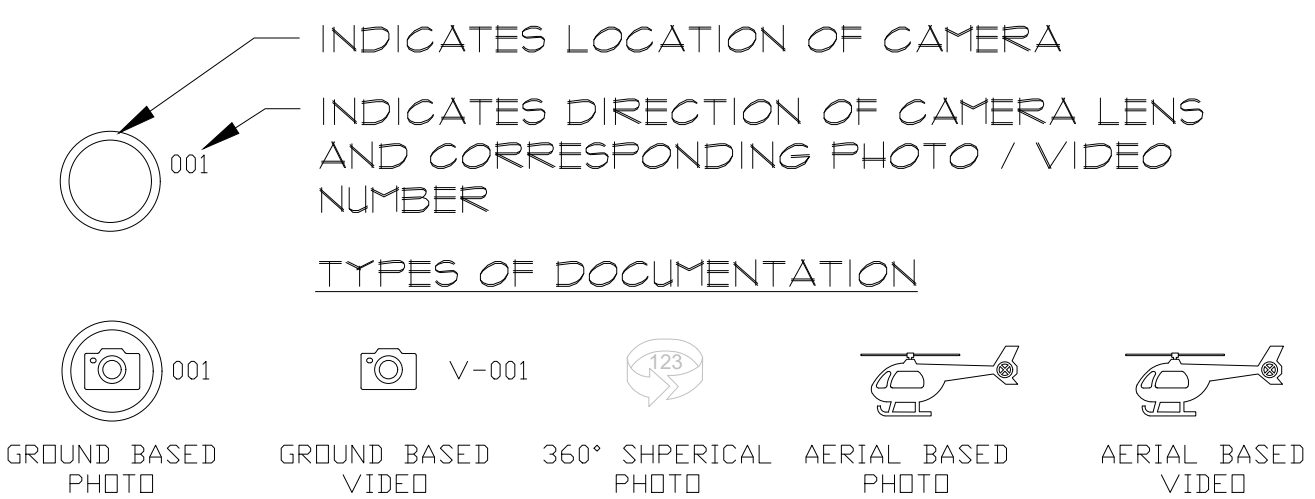 INDICATES LOCATION OF CAMERA
INDICATES DIRECTION OF CAMERA LENS
001
AND CORRESPONDING PHOTO / VIDEO
NUMBER
TYPES OF DOCUMENTATION
001
V-001
123
GROUND BASED
PHOTO
GROUND BASED
VIDEO
360° SHPERICAL
PHOTO
AERIAL BASED
PHOTO
AERIAL BASED
VIDEO